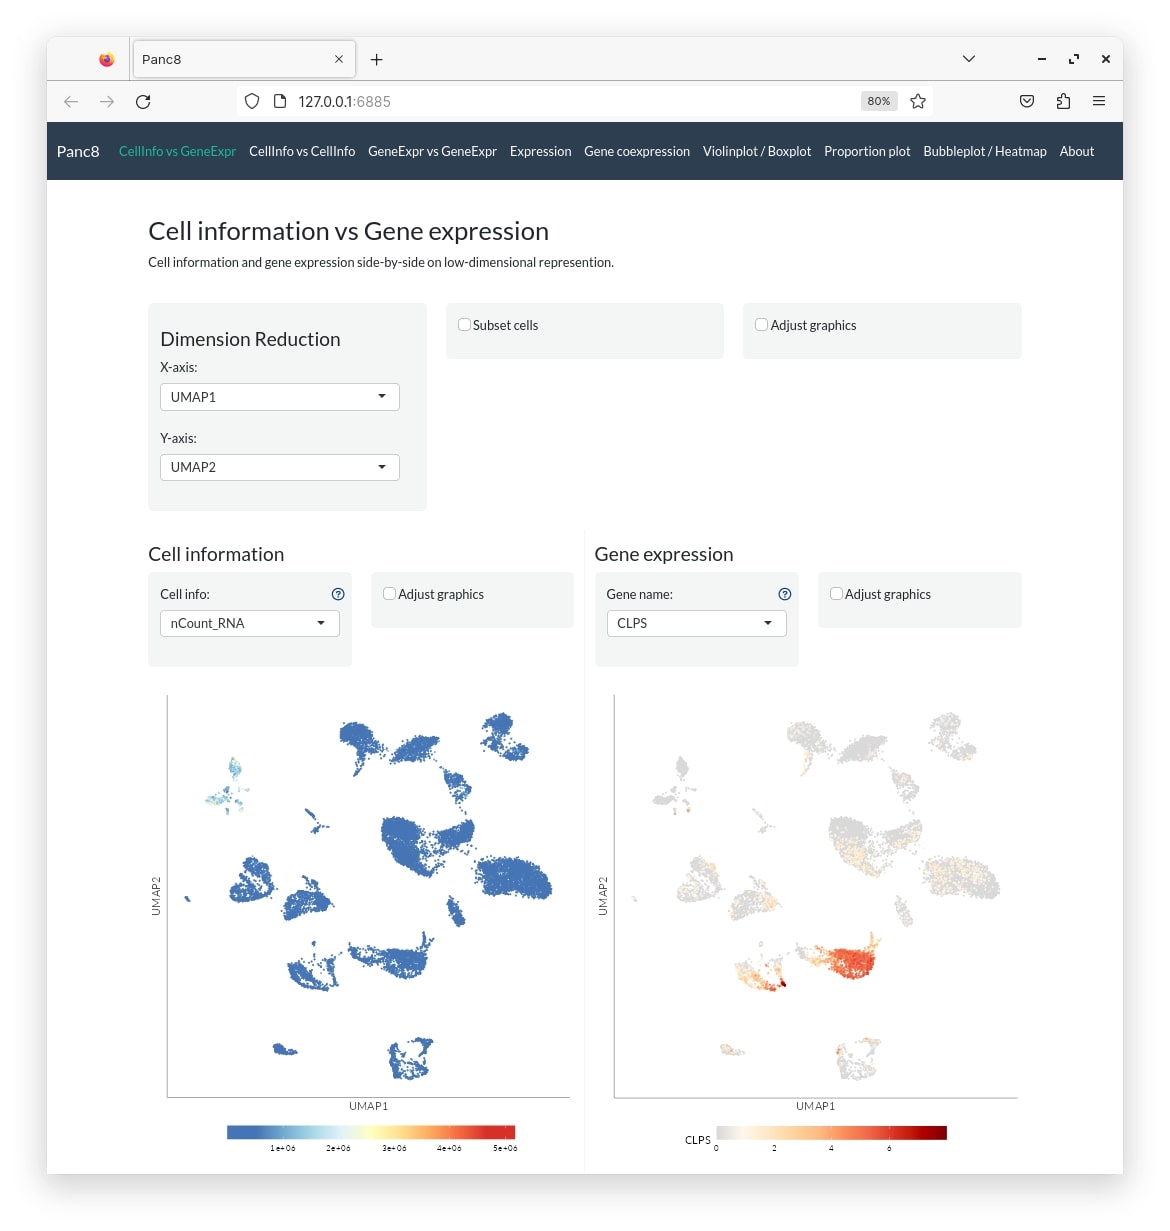 Panc8
127.0.0.1:6885
80%
Panc8 CellInfo vs GeneExpr CellInfo vs CellInfo GeneExpr vs GeneExpr Expression Gene coexpression Violinplot / Boxplot Proportion plot Bubbleplot / Heatmap About
Cell information vs Gene expression
Cell information and gene expression side-by-side on low-dimensional represention.
Dimension Reduction
X-axis:
UMAP1
Y-axis:
UMAP2
Subset cells
Adjust graphics
Cell information
Cell info:
nCount_RNA
Adjust graphics
UMAP2
UMAP1
1e+06 2e+06 3e+06 4e+06 5e+06
Gene expression
Gene name:
CLPS
Adjust graphics
UMAP2
UMAP1
CLPS
0 2 4 6